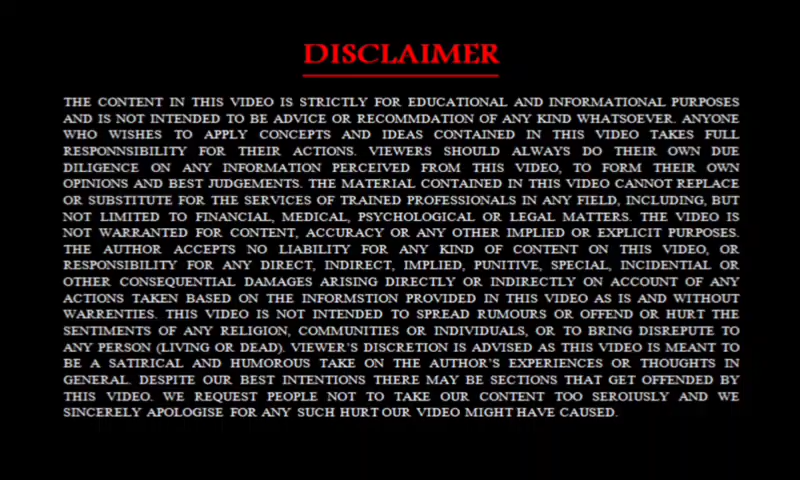 DISCLAIMER
THE CONTENT IN THIS VIDEO IS STRICTLY FOR EDUCATIONAL AND INFORMATIONAL PURPOSES
AND IS NOT INTENDED TO BE ADVICE OR RECOMMDATION OF ANY KIND WHATSOEVER. ANYONE
WHO WISHES TO APPLY CONCEPTS AND IDEAS CONTAINED IN THIS VIDEO TAKES FULL
RESPONNSIBILITY FOR THEIR ACTIONS. VIEWERS SHOULD ALWAYS DO THEIR OWN DUE
DILIGENCE ON ANY INFORMATION PERCEIVED FROM THIS VIDEO, TO FORM THEIR OWN
OPINIONS AND BEST JUDGEMENTS. THE MATERIAL CONTAINED IN THIS VIDEO CANNOT REPLACE
OR SUBSTITUTE FOR THE SERVICES OF TRAINED PROFESSIONALS IN ANY FIELD, INCLUDING, BUT
NOT LIMITED TO FINANCIAL, MEDICAL, PSYCHOLOGICAL OR LEGAL MATTERS. THE VIDEO IS
NOT WARRANTED FOR CONTENT, ACCURACY OR ANY OTHER IMPLIED OR EXPLICIT PURPOSES.
THE AUTHOR ACCEPTS NO LIABILITY FOR ANY KIND OF CONTENT ON THIS VIDEO, OR
RESPONSIBILITY FOR ANY DIRECT, INDIRECT, IMPLIED, PUNITIVE, SPECIAL, INCIDENTAL OR
OTHER CONSEQUENTIAL DAMAGES ARISING DIRECTLY OR INDIRECTLY ON ACCOUNT OF ANY
ACTIONS TAKEN BASED ON THE INFORMSTION PROVIDED IN THIS VIDEO AS IS AND WITHOUT
WARRENTIES. THIS VIDEO IS NOT INTENDED TO SPREAD RUMOURS OR OFFEND OR HURT THE
SENTIMENTS OF ANY RELIGION, COMMUNITIES OR INDIVIDUALS, OR TO BRING DISREPUTE TO
ANY PERSON (LIVING OR DEAD). VIEWER'S DISCRETION IS ADVISED AS THIS VIDEO IS MEANT TO
BE A SATIRICAL AND HUMOROUS TAKE ON THE AUTHOR'S EXPERIENCES OR THOUGHTS IN
GENERAL. DESPITE OUR BEST INTENTIONS THERE MAY BE SECTIONS THAT GET OFFENDED BY
THIS VIDEO. WE REQUEST PEOPLE NOT TO TAKE OUR CONTENT TOO SEROIUSLY AND WE
SINCERELY APOLOGISE FOR ANY SUCH HURT OUR VIDEO MIGHT HAVE CAUSED.